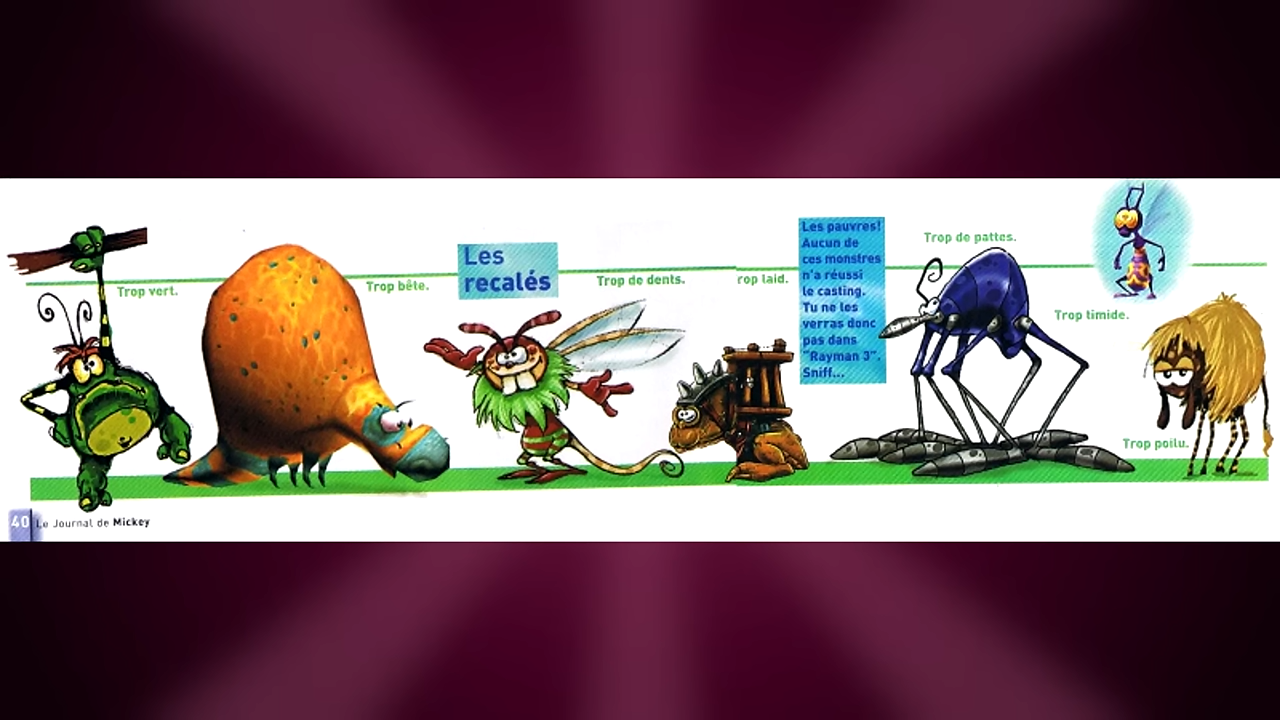 Trop vert.
Trop bête.
Les
recalés
Trop de dents.
rop laid.
Les pauvres!
Aucun de
ces monstres
n'a réussi
le casting.
Tu ne les
verras donc
pas dans
"Rayman 3".
Sniff...
Trop de pattes.
Trop timide.
Trop poilu.
40 Le Journal de Mickey